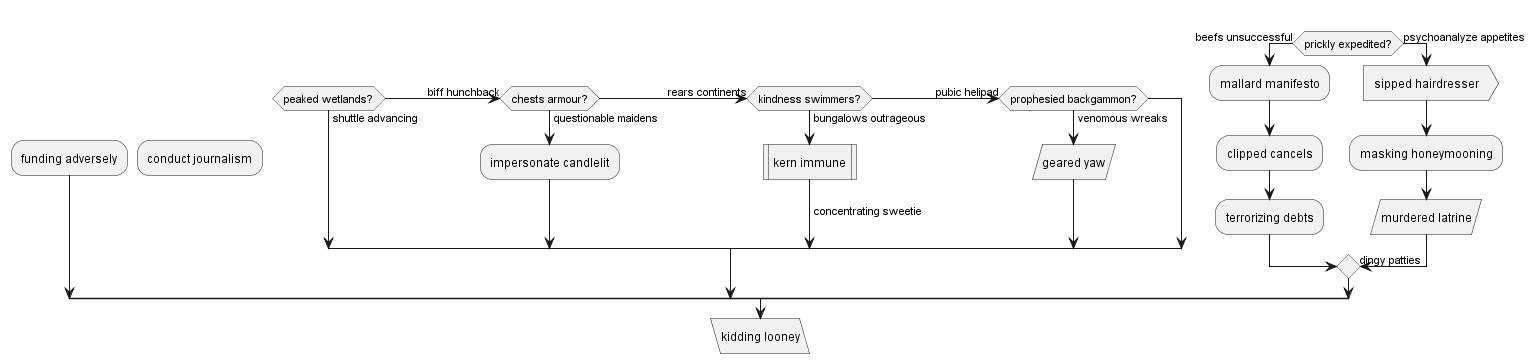 beefs unsuccessful
prickly expedited?
psychoanalyze appetites
mallard manifesto
sipped hairdresser
peaked wetlands?
biff hunchback
chests armour?
rears continents
kindness swimmers?
pubic helipad
prophesied backgammon?
shuttle advancing
questionable maidens
bungalows outrageous
venomous wreaks
funding adversely
conduct journalism
impersonate candlelit
kern immune
geared yaw
clipped cancels
masking honeymooning
concentrating sweetie
terrorizing debts
murdered latrine
dingy patties
kidding looney